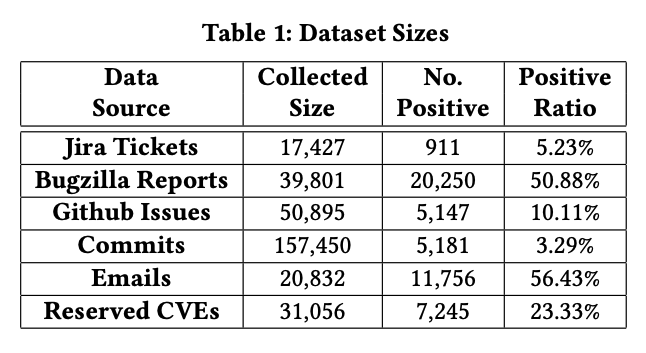 Table 1: Dataset Sizes
Data Collected No. Positive
Source Size Positive Ratio
Jira Tickets 17,427 911 5.23%
Bugzilla Reports 39,801 20,250 50.88%
Github Issues 50,895 5,147 10.11%
Commits 157,450 5,181 3.29%
Emails 20,832 11,756 56.43%
Reserved CVEs 31,056 7,245 23.33%